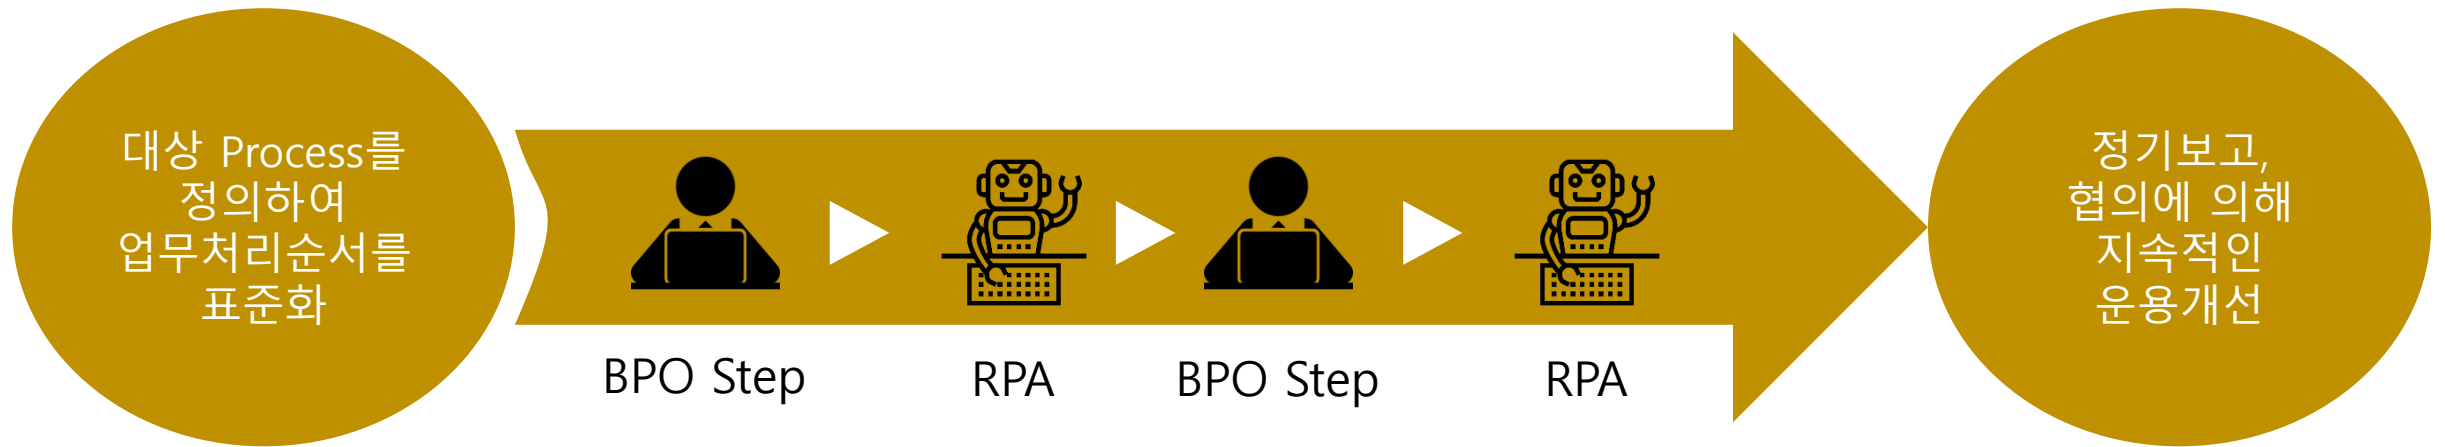 대상 Process를
정의하여
업무처리순서를
표준화
BPO Step
RPA
BPO Step
RPA
정기보고,
협의에 의해
지속적인
운용개선